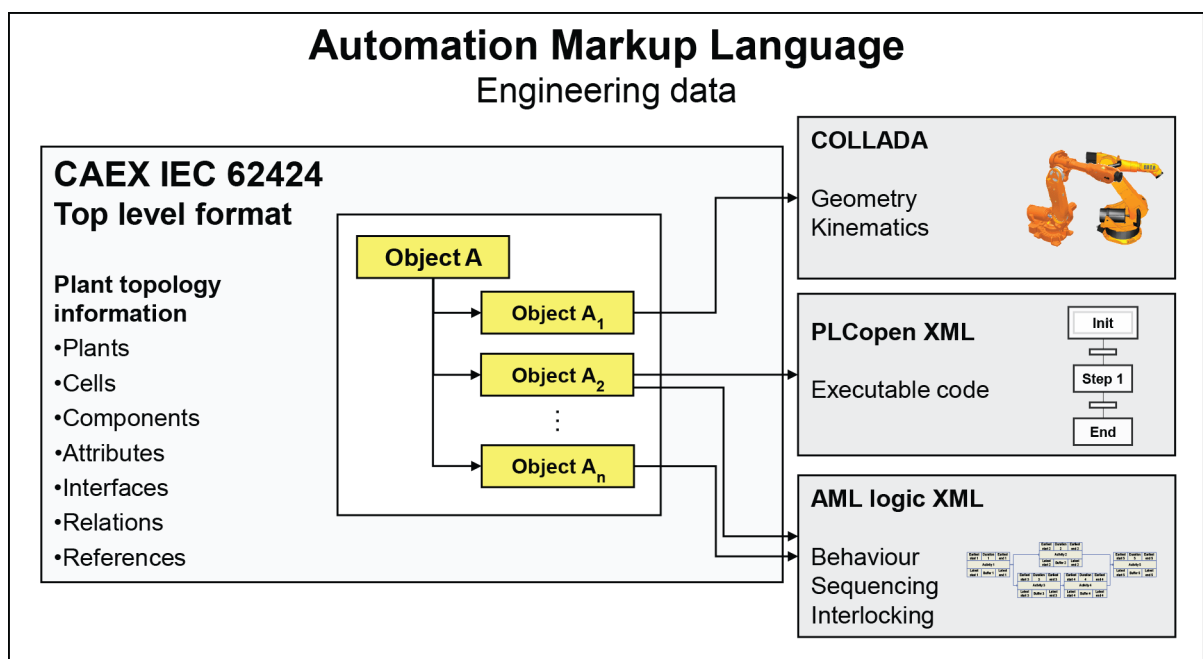 Automation Markup Language
Engineering data
CAEX IEC 62424
Top level format
Plant topology
information
•Plants
•Cells
•Components
•Attributes
•Interfaces
•Relations
•References
Object A
Object A1
Object A2
⋮
Object An
COLLADA
Geometry
Kinematics
PLCopen XML
Executable code
Init
Step 1
End
AML logic XML
Behaviour
Sequencing
Interlocking